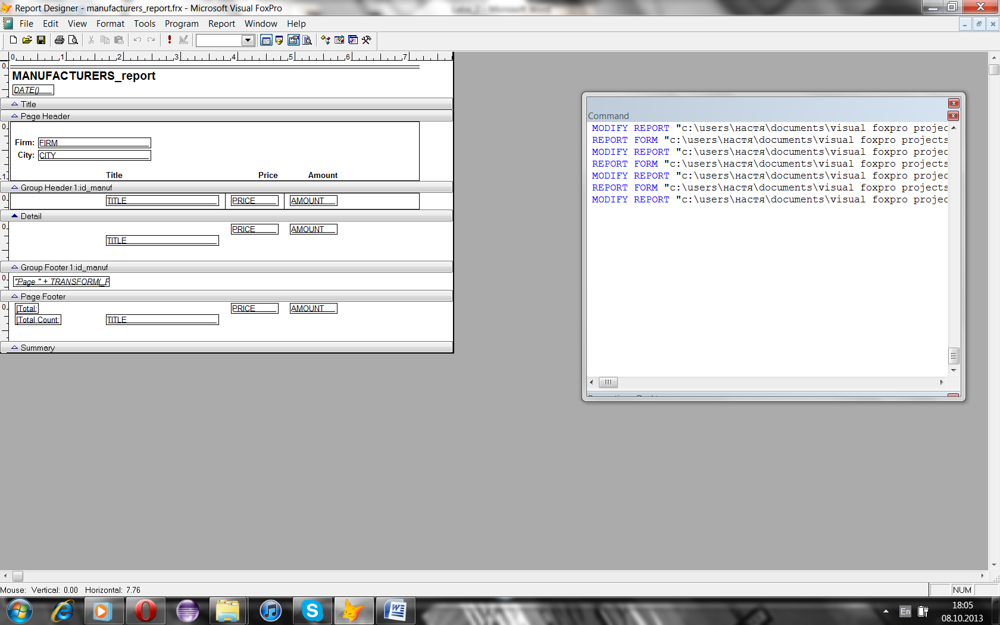 Report Designer - manufacturers_report.frx - Microsoft Visual FoxPro
File Edit View Format Tools Program Report Window Help
0 1 2 3 4 5 6 7
0
MANUFACTURERS_report
DATE()
Title
Page Header
0
Firm: FIRM
City: CITY
1 Title Price Amount
Group Header 1:id_manuf
0 TITLE PRICE AMOUNT
Detail
0 PRICE AMOUNT
TITLE
Group Footer 1:id_manuf
0 "Page " + TRANSFORM(_P
Page Footer
0 [Total: PRICE AMOUNT
[Total Count: TITLE
Summary
Command
MODIFY REPORT "c:\users\настя\documents\visual foxpro projec
REPORT FORM "c:\users\настя\documents\visual foxpro projects
MODIFY REPORT "c:\users\настя\documents\visual foxpro projec
REPORT FORM "c:\users\настя\documents\visual foxpro projects
MODIFY REPORT "c:\users\настя\documents\visual foxpro projec
REPORT FORM "c:\users\настя\documents\visual foxpro projects
MODIFY REPORT "c:\users\настя\documents\visual foxpro projec
Mouse: Vertical: 0.00 Horizontal: 7.76
NUM
En
18:05
08.10.2013